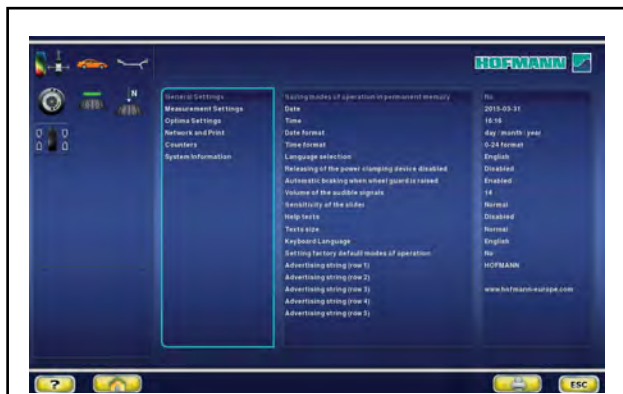 HOFMANN
N
General Settings
Measurement Settings
Optima Settings
Network and Print
Counters
System Information
Saving modes of operation in permanent memory No
Date 2015-03-31
Time 16:16
Date format day / month / year
Time format 0-24 format
Language selection English
Releasing of the power clamping device disabled Disabled
Automatic braking when wheel guard is raised Enabled
Volume of the audible signals 14
Sensitivity of the slider Normal
Help texts Disabled
Texts size Normal
Keyboard Language English
Setting factory default modes of operation No
Advertising string (row 1) HOFMANN
Advertising string (row 2)
Advertising string (row 3) www.hofmann-europe.com
Advertising string (row 4)
Advertising string (row 5)
? ESC